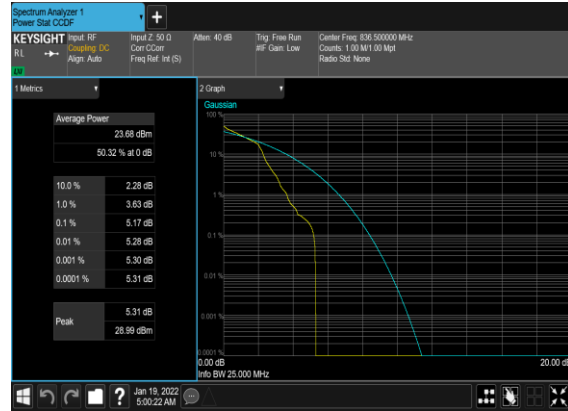 Spectrum Analyzer 1
Power Stat CCDF
KEYSIGHT
RL
LM
Input: RF
Coupling: DC
Align: Auto
Input Z: 50 Ω
Corr CCorr
Freq Ref: Int (S)
Atten: 40 dB
Trig: Free Run
#IF Gain: Low
Center Freq: 836.500000 MHz
Counts: 1.00 M/1.00 Mpt
Radio Std: None
1 Metrics
Average Power
23.68 dBm
50.32 % at 0 dB
10.0 % 2.28 dB
1.0 % 3.63 dB
0.1 % 5.17 dB
0.01 % 5.28 dB
0.001 % 5.30 dB
0.0001 % 5.31 dB
Peak
5.31 dB
28.99 dBm
2 Graph
Gaussian
100 %
10 %
1 %
0.1 %
0.01 %
0.001 %
0.0001 %
0.00 dB
20.00 dB
Info BW 25.000 MHz
Jan 19, 2022
5:00:22 AM